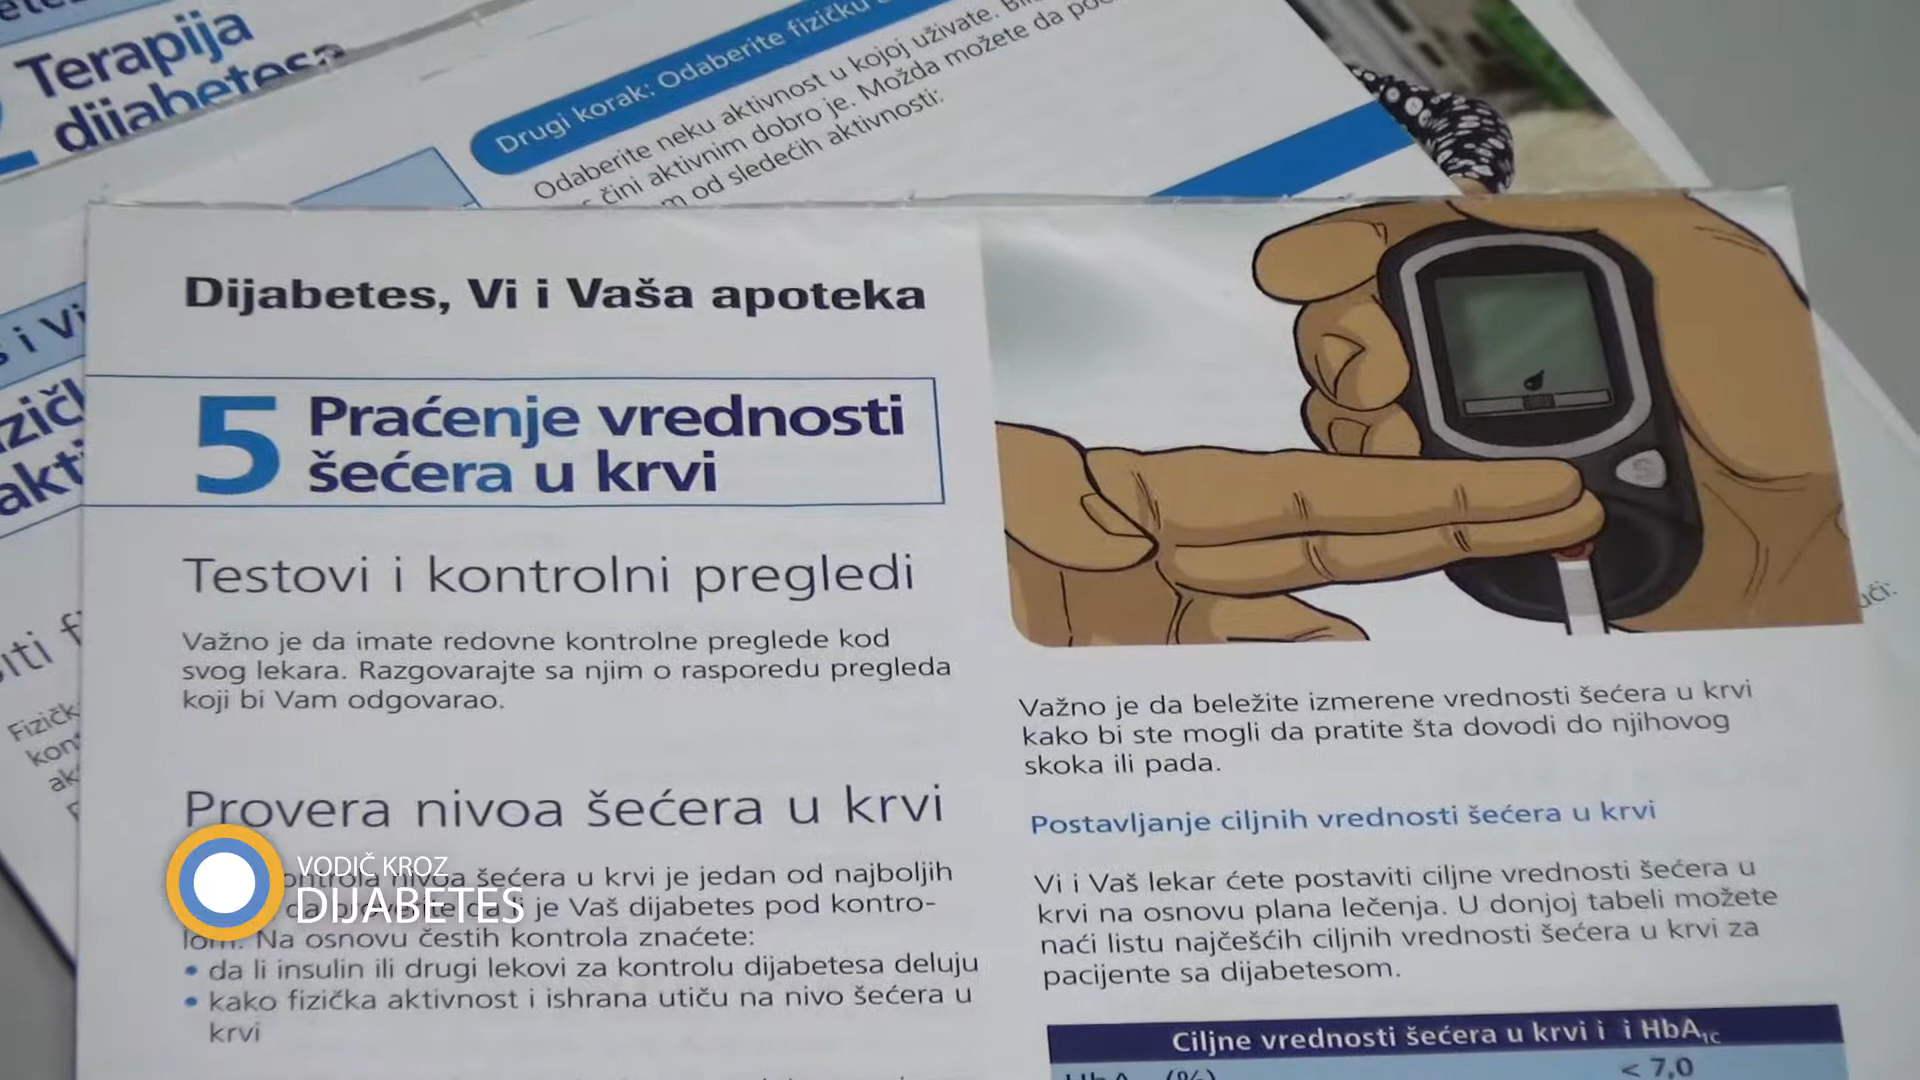 Terapija
dijabetesa
Drugi korak: Odaberite fizičku
Odaberite neku aktivnost u kojoj uživate.
čini aktivnim dobro je. Možda možete da
od sledećih aktivnosti:
i Vi
Dijabetes, Vi i Vaša apoteka
5 Praćenje vrednosti
šećera u krvi
Testovi i kontrolni pregledi
Važno je da imate redovne kontrolne preglede kod
svog lekara. Razgovarajte sa njim o rasporedu pregleda
koji bi Vam odgovarao.
Provera nivoa šećera u krvi
nivoa šećera u krvi je jedan od najboljih
je Vaš dijabetes pod kontro-
lom. Na osnovu čestih kontrola znaćete:
• da li insulin ili drugi lekovi za kontrolu dijabetesa deluju
• kako fizička aktivnost i ishrana utiču na nivo šećera u
krvi
VODIČ KROZ
DIJABETES
Važno je da beležite izmerene vrednosti šećera u krvi
kako bi ste mogli da pratite šta dovodi do njihovog
skoka ili pada.
Postavljanje ciljnih vrednosti šećera u krvi
Vi i Vaš lekar ćete postaviti ciljne vrednosti šećera u
krvi na osnovu plana lečenja. U donjoj tabeli možete
naći listu najčešćih ciljnih vrednosti šećera u krvi za
pacijente sa dijabetesom.
Ciljne vrednosti šećera u krvi i i HbA1C
(%) < 7,0